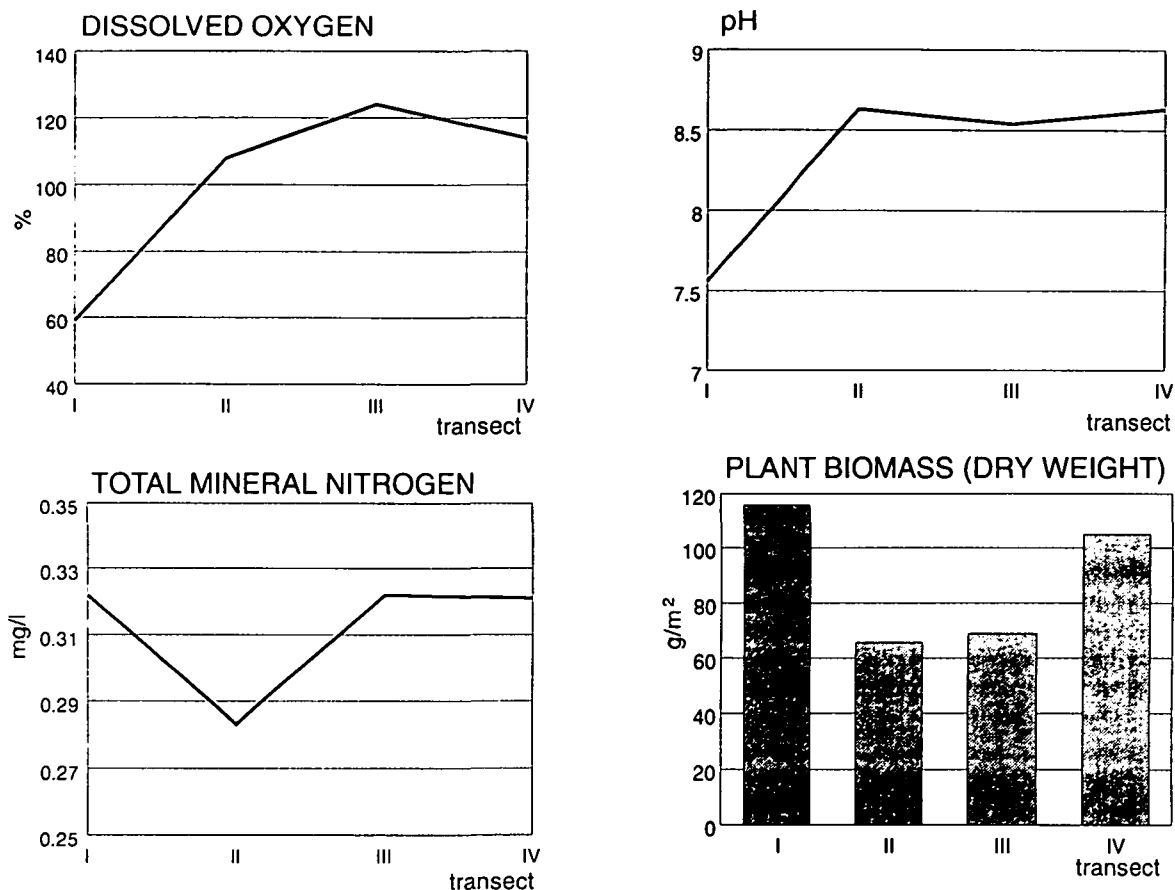 DISSOLVED OXYGEN
140
120
100
80
60
40
%
I II III IV
transect
pH
9
8.5
8
7.5
7
I II III IV
transect
TOTAL MINERAL NITROGEN
0.35
0.33
0.31
0.29
0.27
0.25
mg/l
I II III IV
transect
PLANT BIOMASS (DRY WEIGHT)
120
100
80
60
40
20
0
g/m²
I II III IV
transect